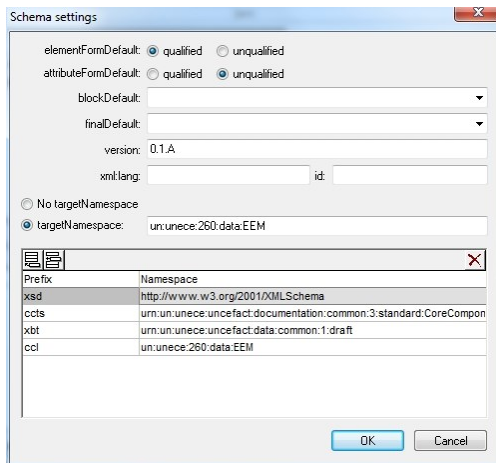 Schema settings
elementFormDefault: qualified unqualified
attributeFormDefault: qualified unqualified
blockDefault:
finalDefault:
version: 0.1.A
xml:lang: id:
No targetNamespace
targetNamespace: un:unece:260:data:EEM
Prefix Namespace
xsd http://www.w3.org/2001/XMLSchema
ccts urn:un:unece:uncefact:documentation:common:3:standard:CoreCompon
xbt urn:un:unece:uncefact:data:common:1:draft
ccl un:unece:260:data:EEM
OK Cancel